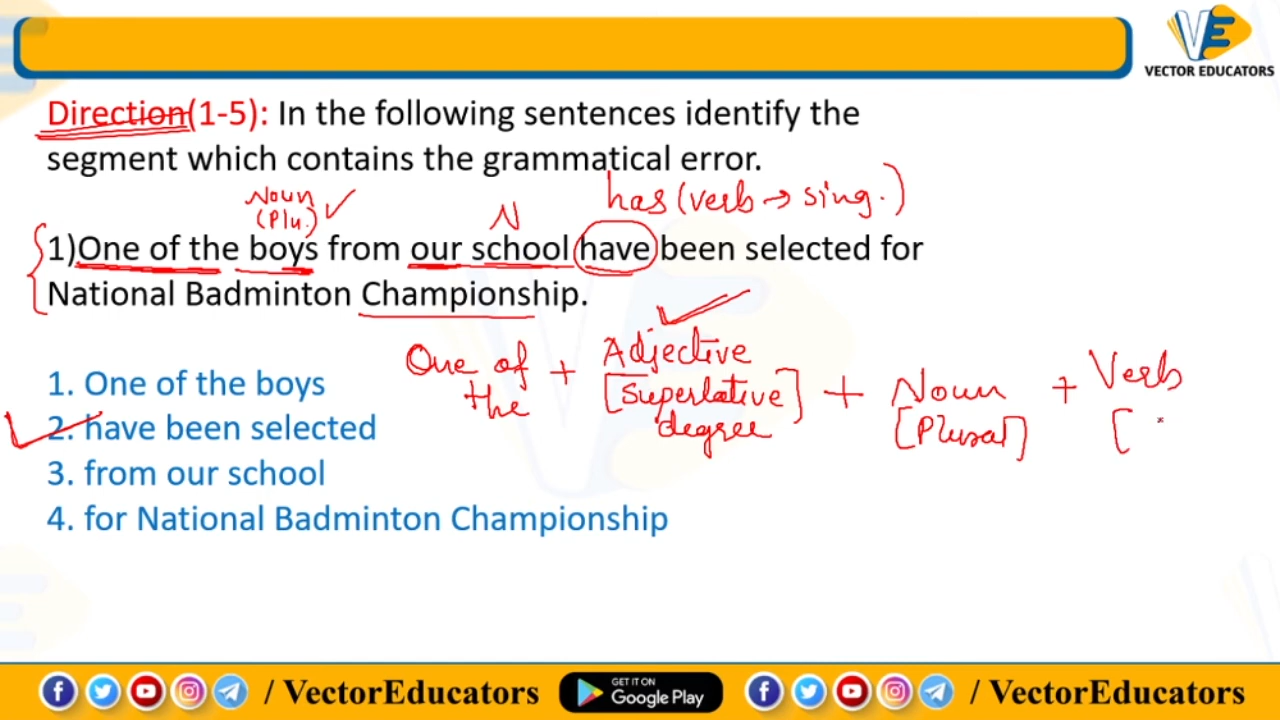 VE
VECTOR EDUCATORS
Direction(1-5): In the following sentences identify the
segment which contains the grammatical error.
Noun
(Plu.)
N
has (verb → sing.)
1)One of the boys from our school have been selected for
National Badminton Championship.
One of the + Adjective [Superlative degree] + Noun [Plural] + Verb [
1. One of the boys
2. have been selected
3. from our school
4. for National Badminton Championship
/ VectorEducators
GET IT ON
Google Play
/ VectorEducators